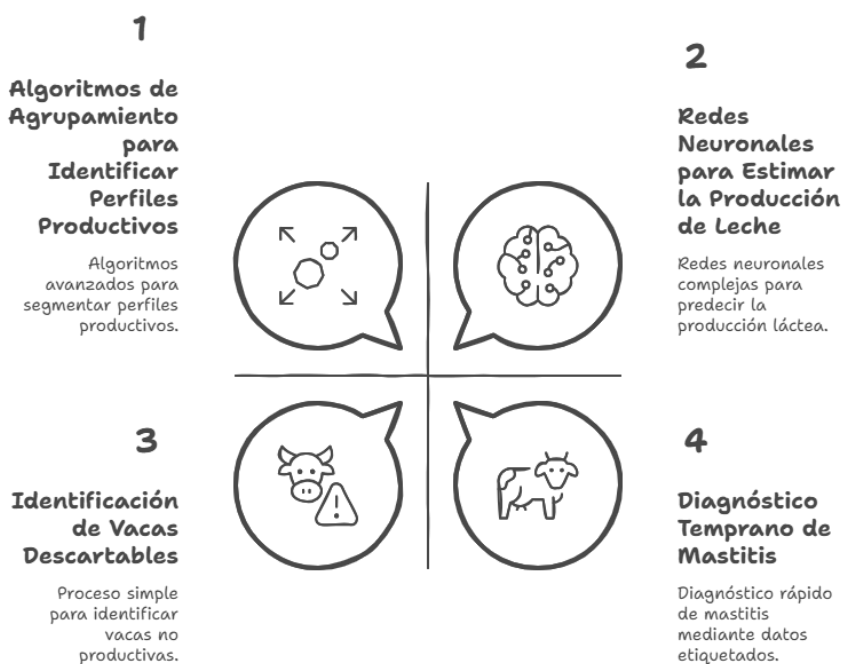 1
Algoritmos de
Agrupamiento
para
Identificar
Perfiles
Productivos
Algoritmos
avanzados para
segmentar perfiles
productivos.
2
Redes
Neuronales
para Estimar
la Producción
de Leche
Redes neuronales
complejas para
predecir la
producción láctea.
3
Identificación
de Vacas
Descartables
Proceso simple
para identificar
vacas no
productivas.
4
Diagnóstico
Temprano de
Mastitis
Diagnóstico rápido
de mastitis
mediante datos
etiquetados.